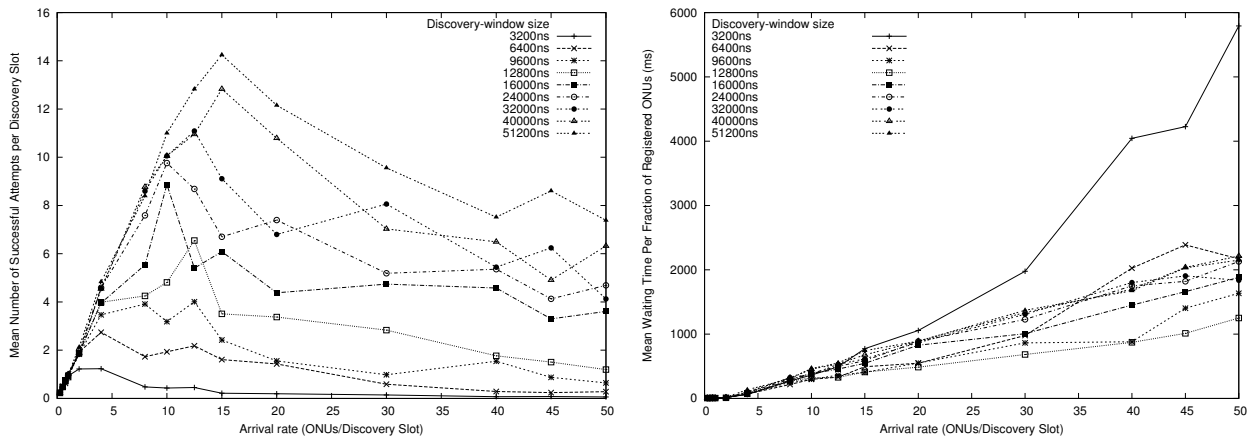 Mean Number of Successful Attempts per Discovery Slot
16
14
12
10
8
6
4
2
0
0
5
10
15
20
25
30
35
40
45
50
Arrival rate (ONUs/Discovery Slot)
Discovery-window size
3200ns
6400ns
9600ns
12800ns
16000ns
24000ns
32000ns
40000ns
51200ns
Mean Waiting Time Per Fraction of Registered ONUs (ms)
6000
5000
4000
3000
2000
1000
0
0
5
10
15
20
25
30
35
40
45
50
Arrival rate (ONUs/Discovery Slot)
Discovery-window size
3200ns
6400ns
9600ns
12800ns
16000ns
24000ns
32000ns
40000ns
51200ns